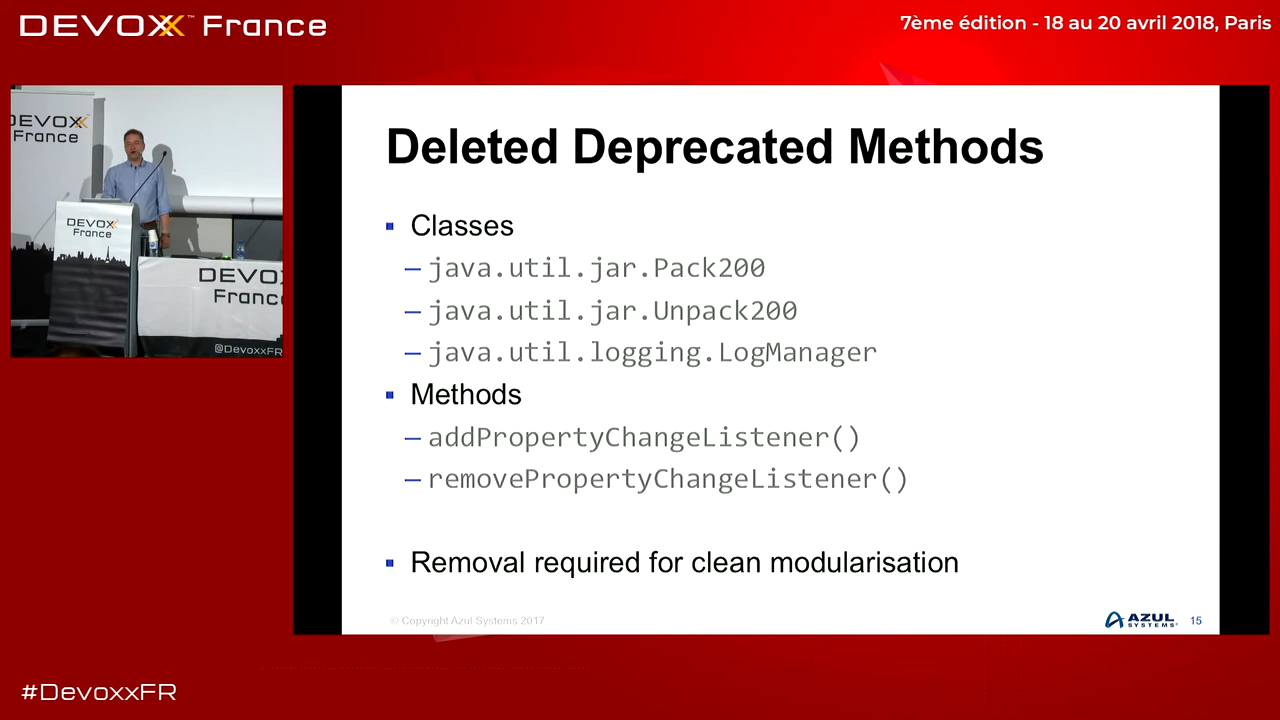 DEVOXX™ France
7ème édition - 18 au 20 avril 2018, Paris
DEVOXX
France
DEVOXX
France
DEVOX
France
@DevoxxFR
Deleted Deprecated Methods
▪ Classes
– java.util.jar.Pack200
– java.util.jar.Unpack200
– java.util.logging.LogManager
▪ Methods
– addPropertyChangeListener()
– removePropertyChangeListener()
▪ Removal required for clean modularisation
© Copyright Azul Systems 2017
AZUL
SYSTEMS
15
#DevoxxFR